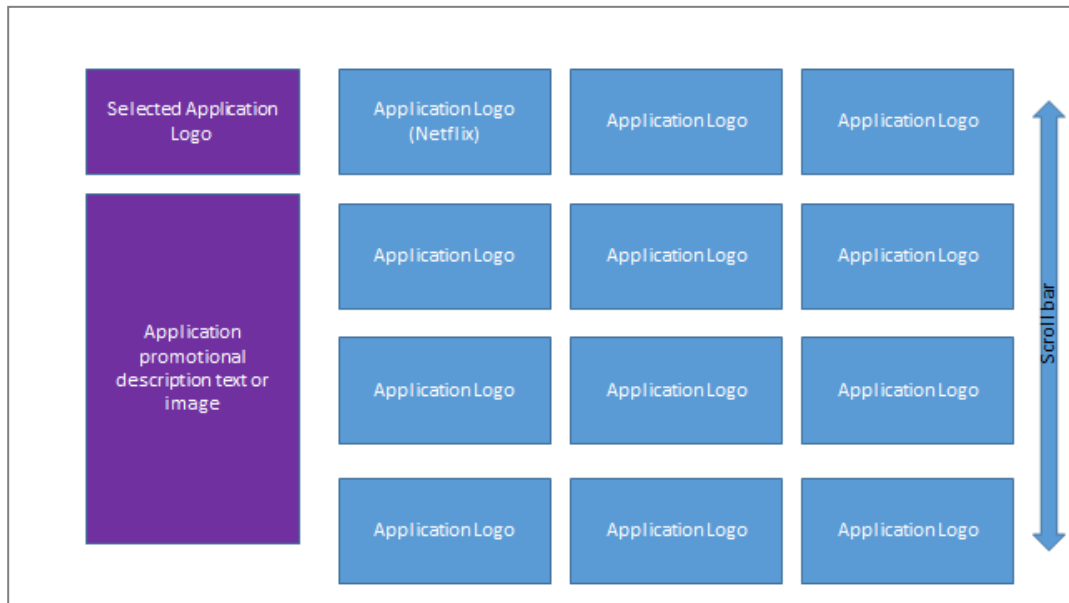 Selected Application
Logo
Application Logo
(Netflix)
Application Logo
Application Logo
Application
promotional
description text or
image
Application Logo
Application Logo
Application Logo
Application Logo
Application Logo
Application Logo
Application Logo
Application Logo
Application Logo
Scroll bar